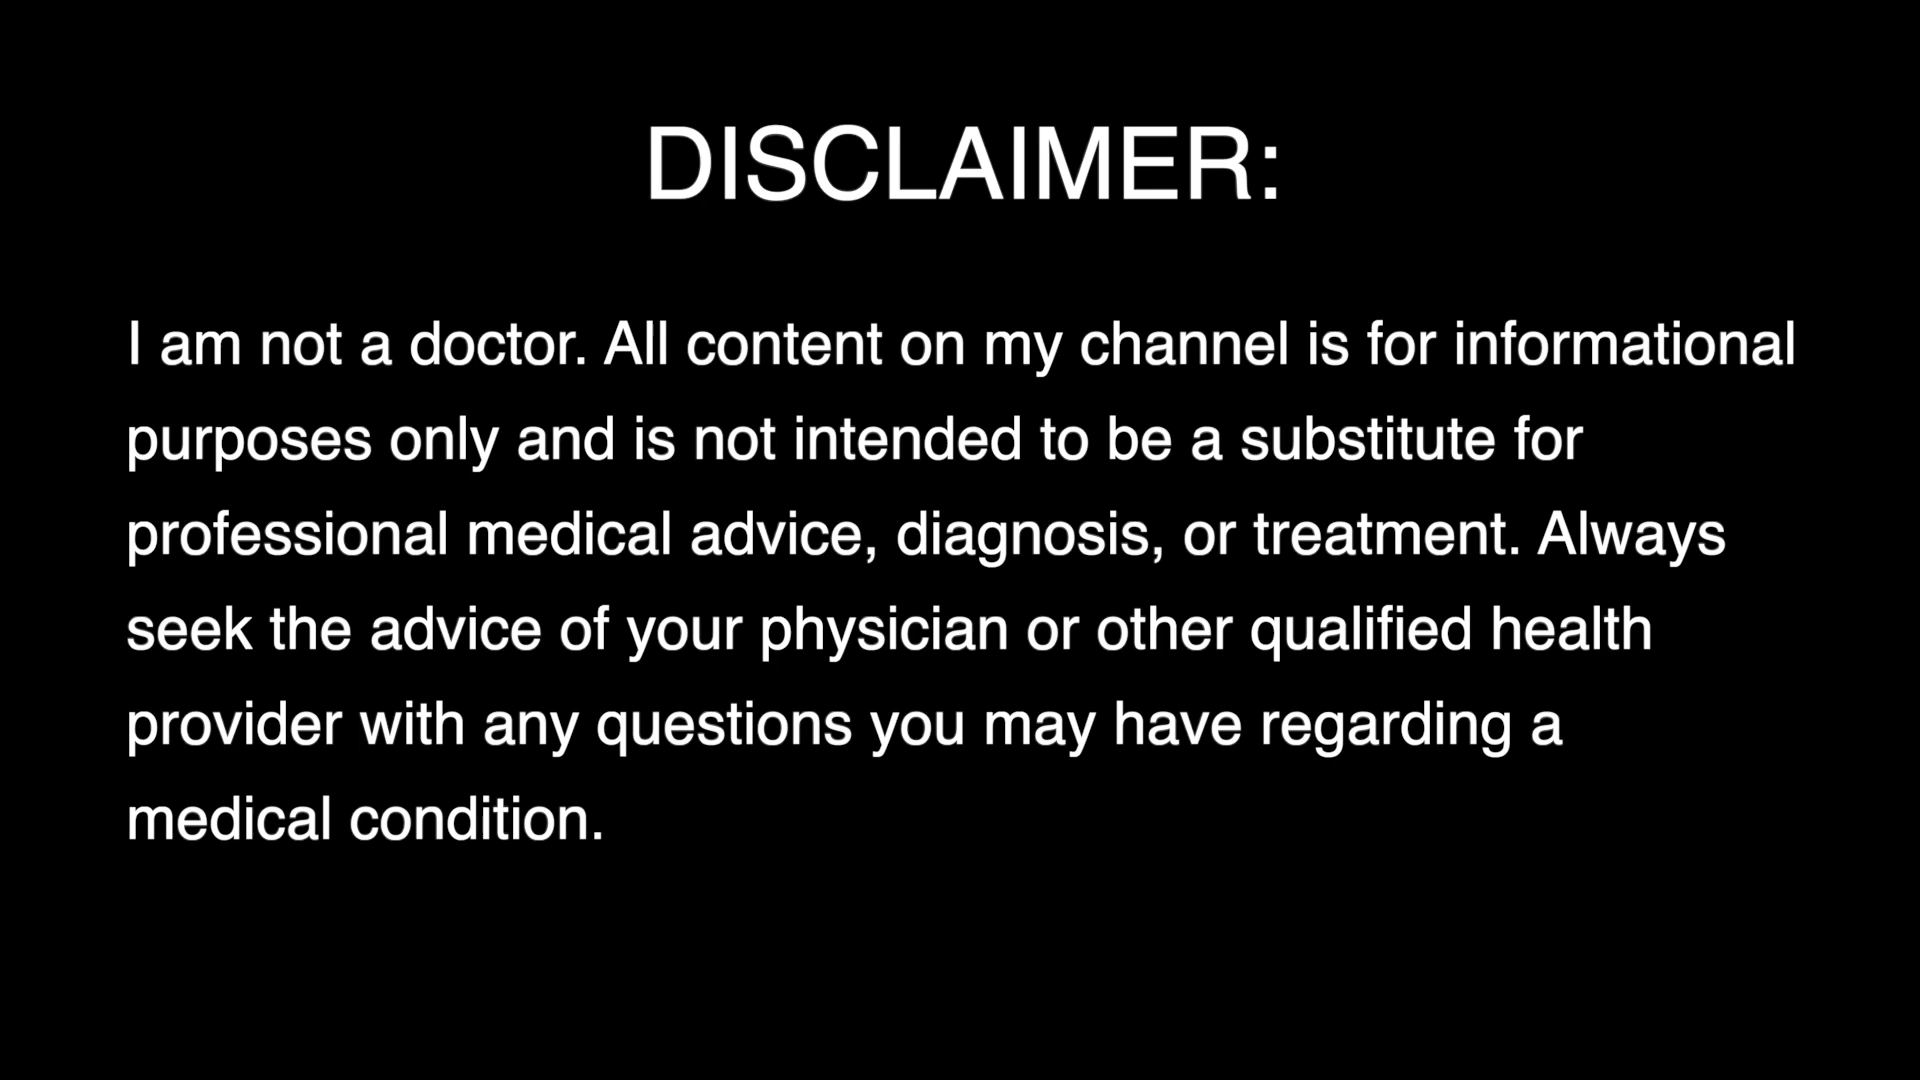 DISCLAIMER:
I am not a doctor. All content on my channel is for informational
purposes only and is not intended to be a substitute for
professional medical advice, diagnosis, or treatment. Always
seek the advice of your physician or other qualified health
provider with any questions you may have regarding a
medical condition.